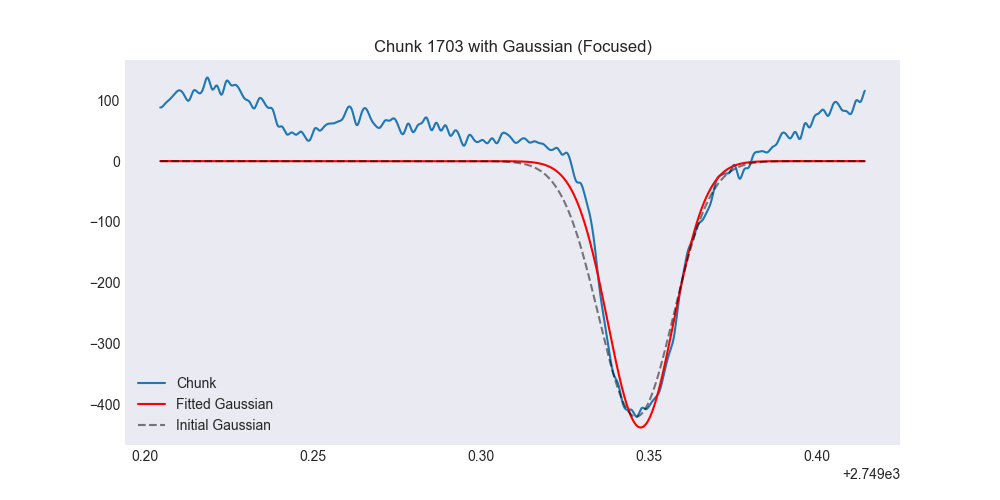 Chunk 1703 with Gaussian (Focused)
100
0
−100
−200
−300
−400
Chunk
Fitted Gaussian
Initial Gaussian
0.20 0.25 0.30 0.35 0.40
+2.749e3